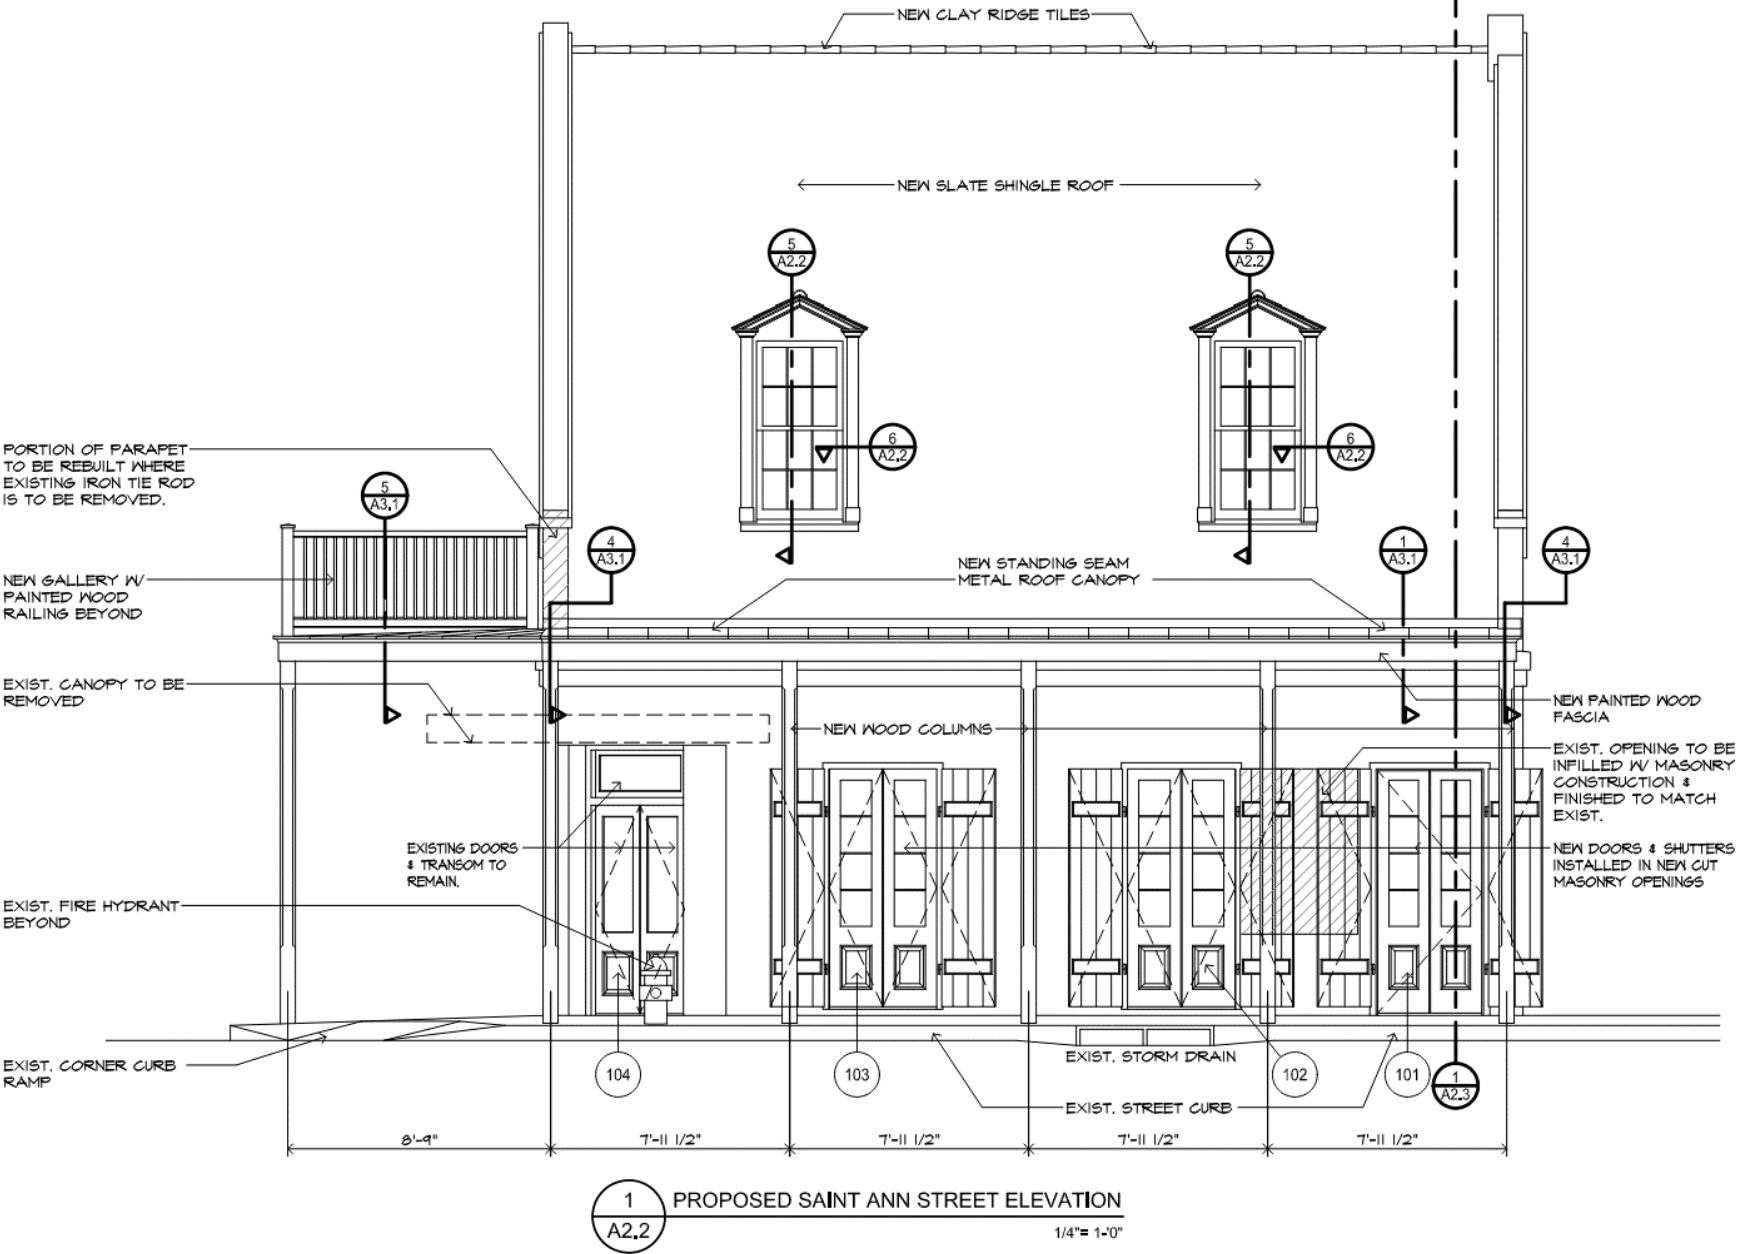 NEW CLAY RIDGE TILES
NEW SLATE SHINGLE ROOF
5
A2.2
5
A2.2
6
A2.2
6
A2.2
PORTION OF PARAPET
TO BE REBUILT WHERE
EXISTING IRON TIE ROD
IS TO BE REMOVED.
5
A3.1
4
A3.1
1
A3.1
4
A3.1
NEW STANDING SEAM
METAL ROOF CANOPY
NEW GALLERY W/
PAINTED WOOD
RAILING BEYOND
EXIST. CANOPY TO BE
REMOVED
NEW WOOD COLUMNS
NEW PAINTED WOOD
FASCIA
EXIST. OPENING TO BE
INFILLED W/ MASONRY
CONSTRUCTION &
FINISHED TO MATCH
EXIST.
EXISTING DOORS
& TRANSOM TO
REMAIN.
NEW DOORS & SHUTTERS
INSTALLED IN NEW CUT
MASONRY OPENINGS
EXIST. FIRE HYDRANT
BEYOND
EXIST. CORNER CURB
RAMP
EXIST. STORM DRAIN
104
103
102
101
1
A2.3
EXIST. STREET CURB
8'-9"
7'-11 1/2"
7'-11 1/2"
7'-11 1/2"
7'-11 1/2"
1
A2.2
PROPOSED SAINT ANN STREET ELEVATION
1/4"= 1-'0"